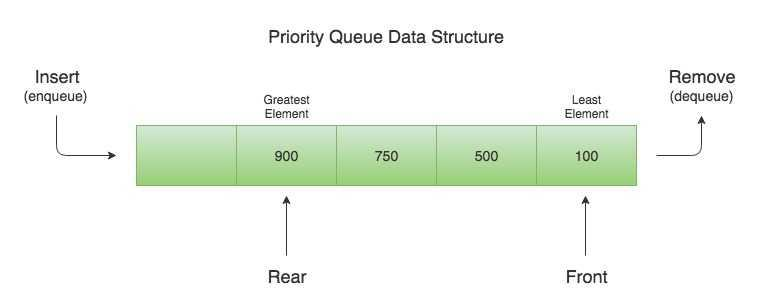 Priority Queue Data Structure
Insert
(enqueue)
Remove
(dequeue)
Greatest
Element
Least
Element
900
750
500
100
Rear
Front